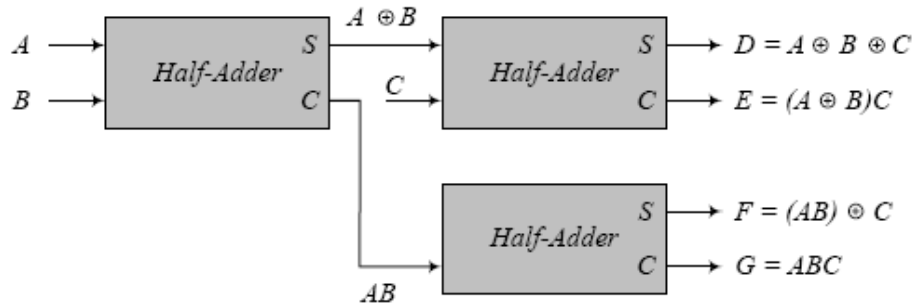 A ⊕ B
A
S
D = A ⊕ B ⊕ C
Half-Adder
Half-Adder
B
C
C
S
C
E = (A ⊕ B)C
S
F = (AB) ⊕ C
Half-Adder
C
G = ABC
AB